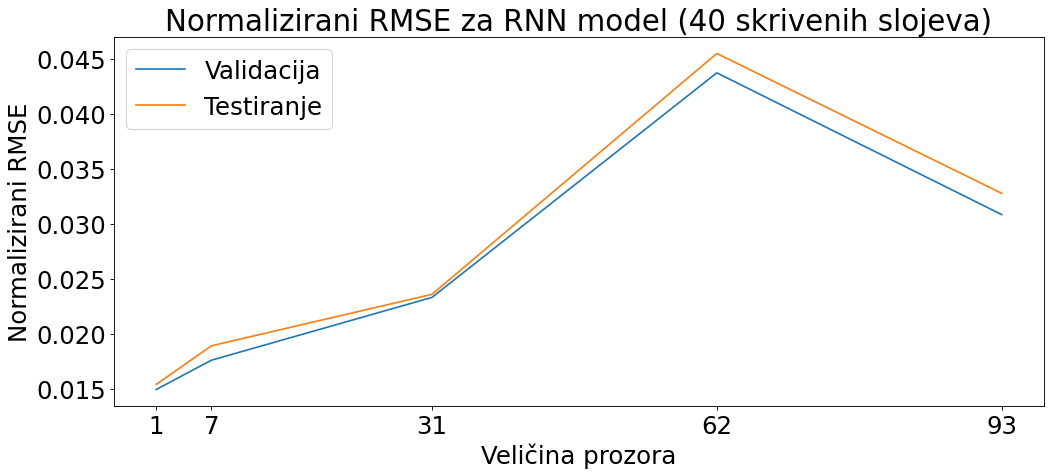 Normalizirani RMSE za RNN model (40 skrivenih slojeva)
Validacija
Testiranje
Normalizirani RMSE
0.045
0.040
0.035
0.030
0.025
0.020
0.015
1 7 31 62 93
Veličina prozora